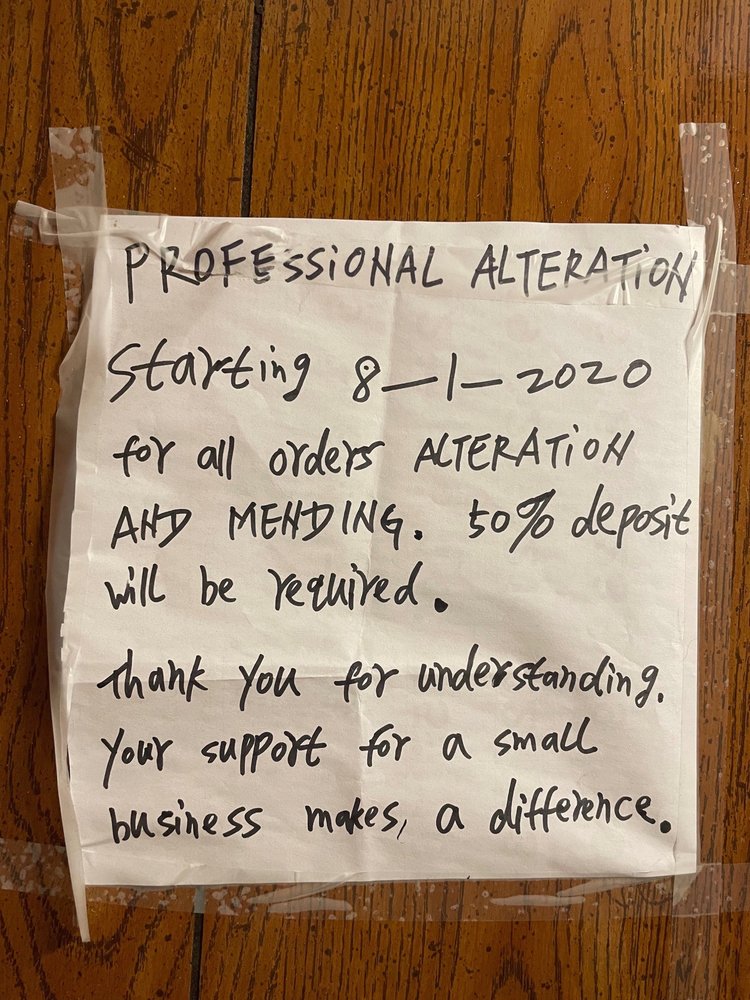 PROFESSIONAL ALTERATION
Starting 8-1-2020
for all orders ALTERATION
AND MENDING. 50% deposit
will be required.
Thank you for understanding.
Your support for a small
business makes, a difference.